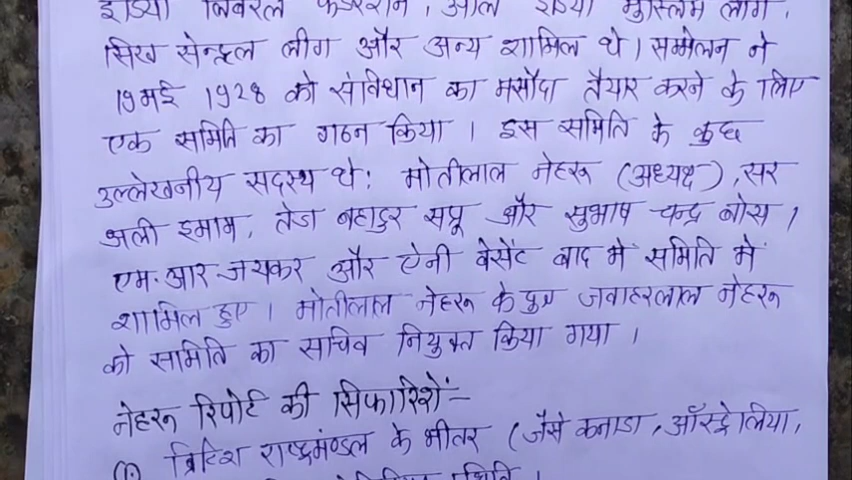 इंडिया लिबरल फेडरेशन, ऑल इंडिया मुस्लिम लीग,
सिख सेन्ट्रल लीग और अन्य शामिल थे। सम्मेलन ने
19 मई 1928 को संविधान का मसौदा तैयार करने के लिए
एक समिति का गठन किया । इस समिति के कुछ
उल्लेखनीय सदस्य थे: मोतीलाल नेहरू (अध्यक्ष), सर
अली इमाम, तेज बहादुर सप्रू और सुभाष चन्द्र बोस ।
एम. आर. जयकर और ऐनी बेसेंट बाद में समिति में
शामिल हुए । मोतीलाल नेहरू के पुत्र जवाहरलाल नेहरू
को समिति का सचिव नियुक्त किया गया ।
नेहरू रिपोर्ट की सिफारिशें:-
(1) ब्रिटिश राष्ट्रमण्डल के भीतर (जैसे कनाडा, ऑस्ट्रेलिया,